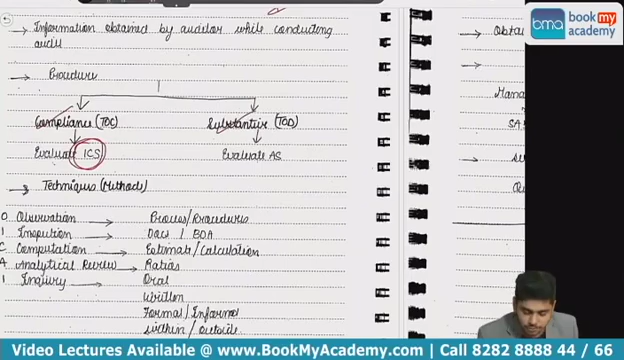 → Information obtained by auditor while conducting
audit
→ Procedure
Compliance (TOC) Substantive (TOD)
Evaluate ICS Evaluate AS
→ Techniques (Methods)
O Observation → Process/Procedures
I Inspection → Docs / BOA
C Computation → Estimate/Calculation
A Analytical Review → Ratios
I Inquiry → Oral
Written
Formal/Informal
within / outside
→ Obtai
→
Mana
SA
→
bma book my academy
Video Lectures Available @ www.BookMyAcademy.com | Call 8282 8888 44 / 66